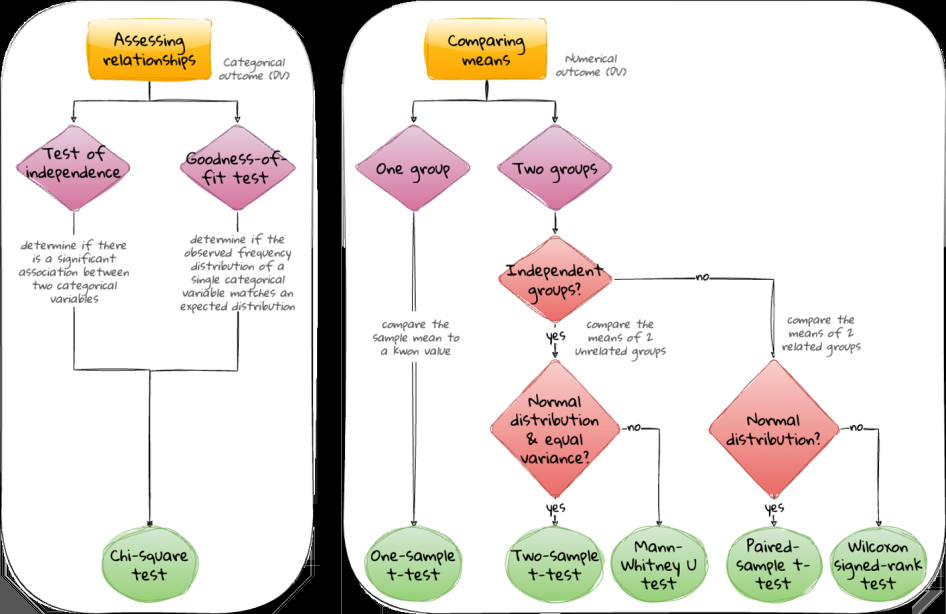 Assessing
relationships
Categorical
outcome (DV)
Test of
independence
Goodness-of-
fit test
determine if there
is a significant
association between
two categorical
variables
determine if the
observed frequency
distribution of a
single categorical
variable matches an
expected distribution
Chi-square
test
Comparing
means
Numerical
outcome (DV)
One group
Two groups
Independent
groups?
no
yes
compare the
sample mean to
a kwon value
compare the
means of 2
unrelated groups
compare the
means of 2
related groups
Normal
distribution
& equal
variance?
no
Normal
distribution?
no
yes
yes
One-sample
t-test
Two-sample
t-test
Mann-
Whitney U
test
Paired-
sample t-
test
Wilcoxon
signed-rank
test